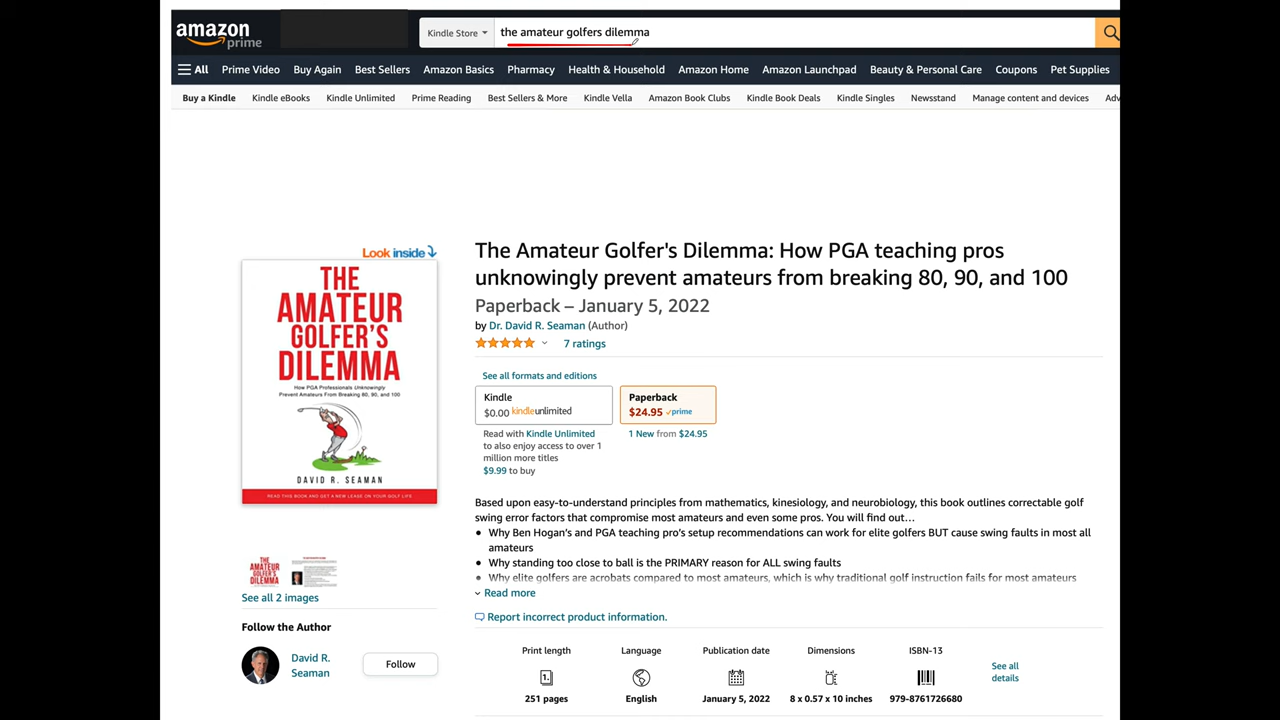 amazon
prime
Kindle Store
the amateur golfers dilemma
All Prime Video Buy Again Best Sellers Amazon Basics Pharmacy Health & Household Amazon Home Amazon Launchpad Beauty & Personal Care Coupons Pet Supplies
Buy a Kindle Kindle eBooks Kindle Unlimited Prime Reading Best Sellers & More Kindle Vella Amazon Book Clubs Kindle Book Deals Kindle Singles Newsstand Manage content and devices Adv
Look inside
THE
AMATEUR
GOLFER'S
DILEMMA
How PGA Professionals Unknowingly
Prevent Amateurs From Breaking 80, 90, and 100
DAVID R. SEAMAN
READ THIS BOOK AND GET A NEW LEASE ON YOUR GOLF LIFE
THE
AMATEUR
GOLFER'S
DILEMMA
See all 2 images
Follow the Author
David R.
Seaman
Follow
The Amateur Golfer's Dilemma: How PGA teaching pros
unknowingly prevent amateurs from breaking 80, 90, and 100
Paperback – January 5, 2022
by Dr. David R. Seaman (Author)
7 ratings
See all formats and editions
Kindle
$0.00 kindleunlimited
Read with Kindle Unlimited
to also enjoy access to over 1
million more titles
$9.99 to buy
Paperback
$24.95 prime
1 New from $24.95
Based upon easy-to-understand principles from mathematics, kinesiology, and neurobiology, this book outlines correctable golf
swing error factors that compromise most amateurs and even some pros. You will find out…
● Why Ben Hogan's and PGA teaching pro's setup recommendations can work for elite golfers BUT cause swing faults in most all
amateurs
● Why standing too close to ball is the PRIMARY reason for ALL swing faults
● Why elite golfers are acrobats compared to most amateurs, which is why traditional golf instruction fails for most amateurs
Read more
Report incorrect product information.
Print length
1.
251 pages
Language
English
Publication date
January 5, 2022
Dimensions
8 x 0.57 x 10 inches
ISBN-13
979-8761726680
See all
details